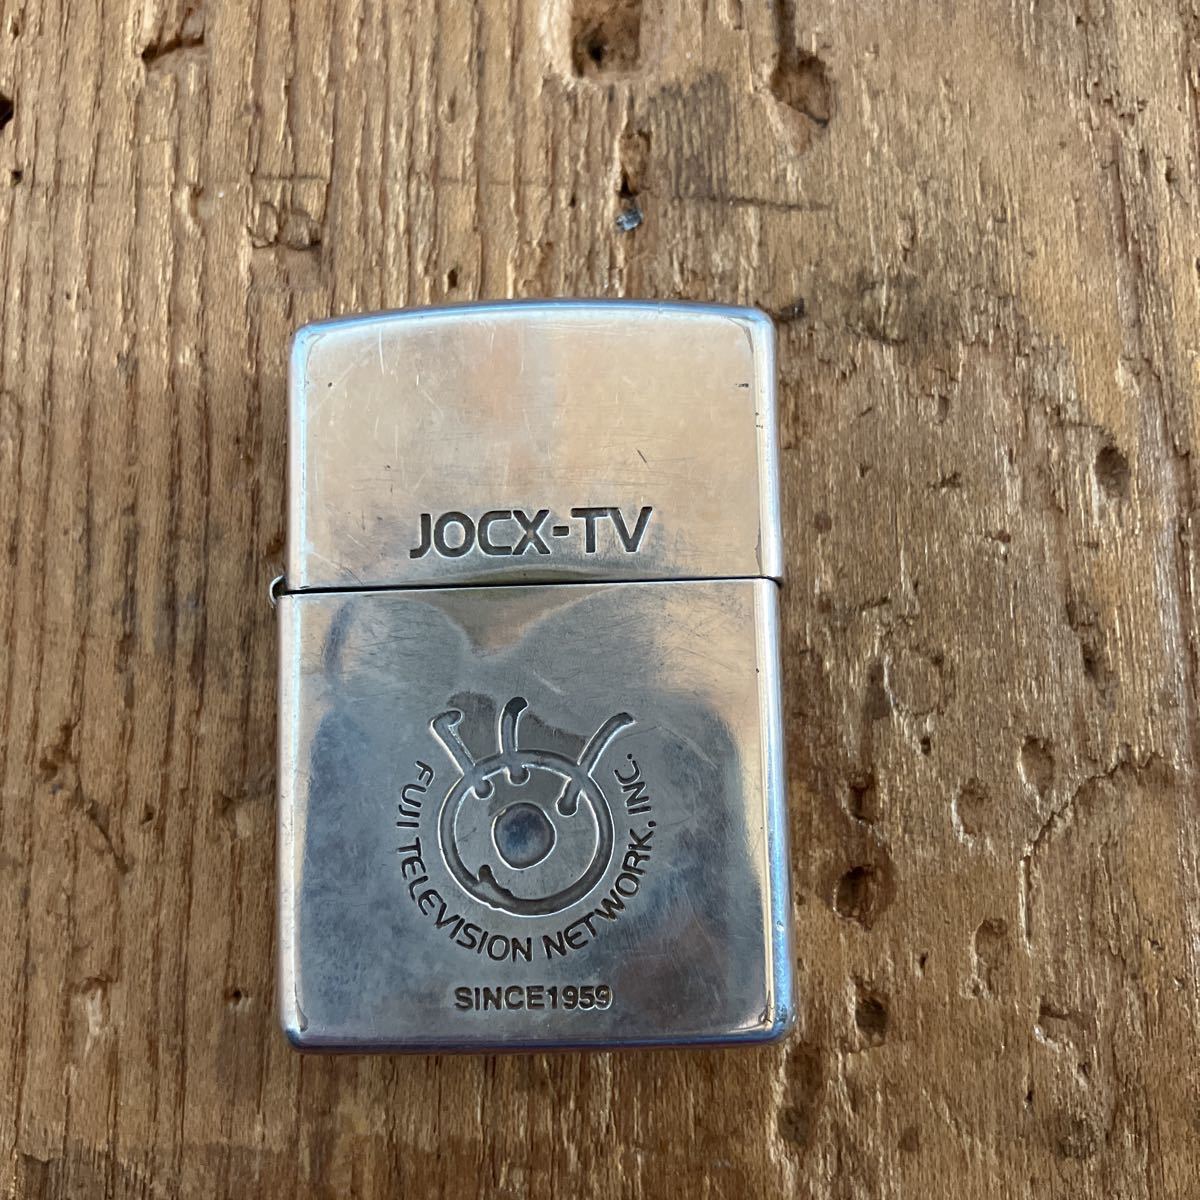 JOCX-TV
FUJI TELEVISION NETWORK, INC.
SINCE1959